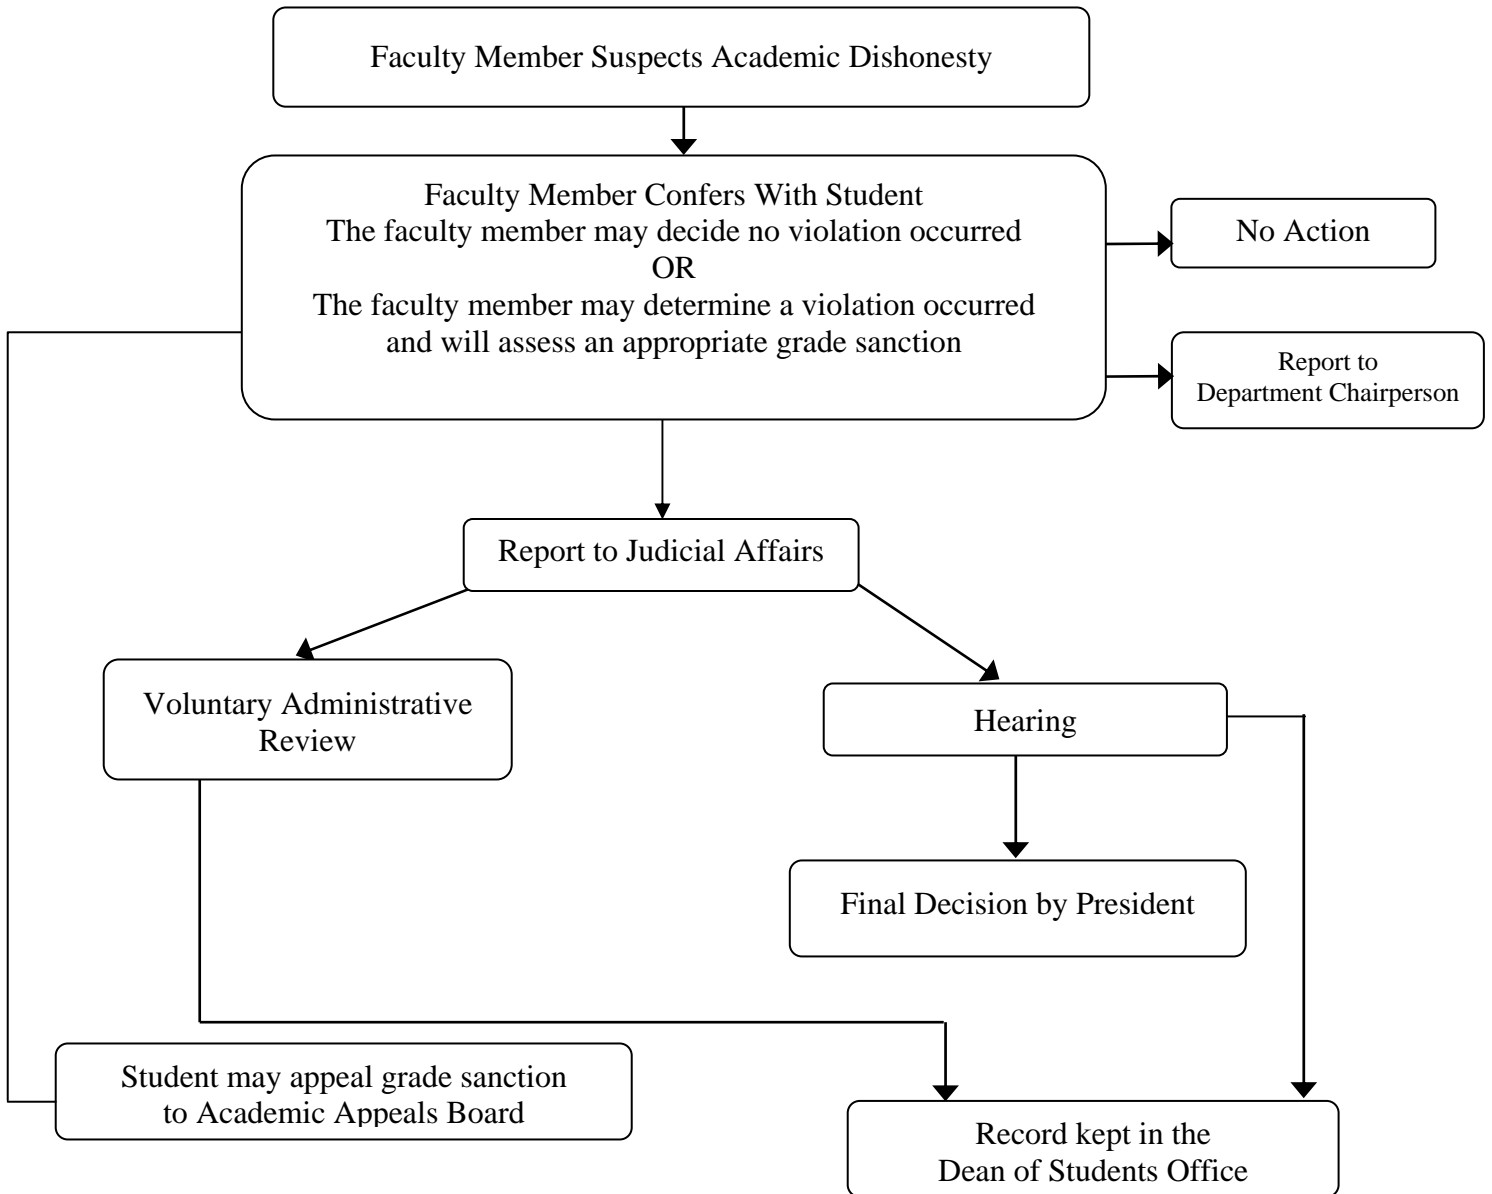 Faculty Member Suspects Academic Dishonesty
Faculty Member Confers With Student
The faculty member may decide no violation occurred
OR
The faculty member may determine a violation occurred
and will assess an appropriate grade sanction
No Action
Report to
Department Chairperson
Report to Judicial Affairs
Voluntary Administrative
Review
Hearing
Final Decision by President
Student may appeal grade sanction
to Academic Appeals Board
Record kept in the
Dean of Students Office